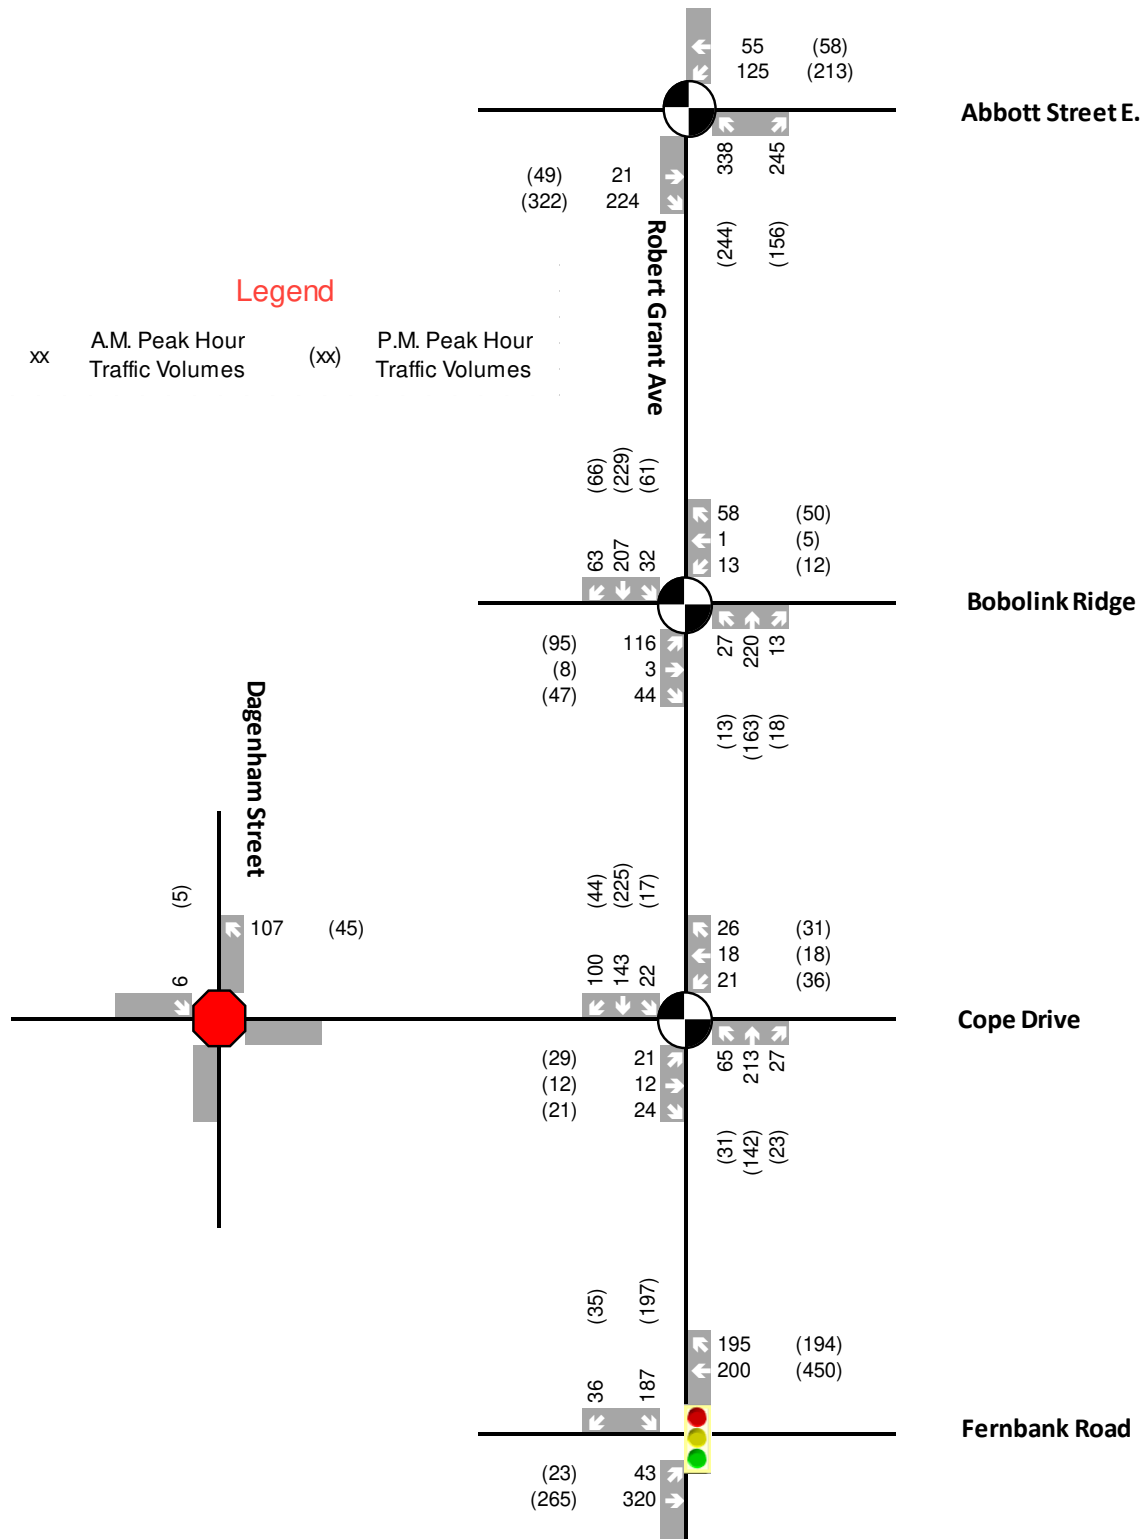 55 (58)
125 (213)
Abbott Street E.
338 245
(49) 21
(322) 224
(244) (156)
Robert Grant Ave
Legend
xx A.M. Peak Hour Traffic Volumes (xx) P.M. Peak Hour Traffic Volumes
(66) (229) (61)
58 (50)
1 (5)
13 (12)
63 207 32
Bobolink Ridge
27 220 13
(95) 116
(8) 3
(47) 44
(13) (163) (18)
Dagenham Street
(5)
107 (45)
6
(44) (225) (17)
26 (31)
18 (18)
21 (36)
100 143 22
Cope Drive
65 213 27
(29) 21
(12) 12
(21) 24
(31) (142) (23)
(35) (197)
195 (194)
200 (450)
36 187
Fernbank Road
(23) 43
(265) 320